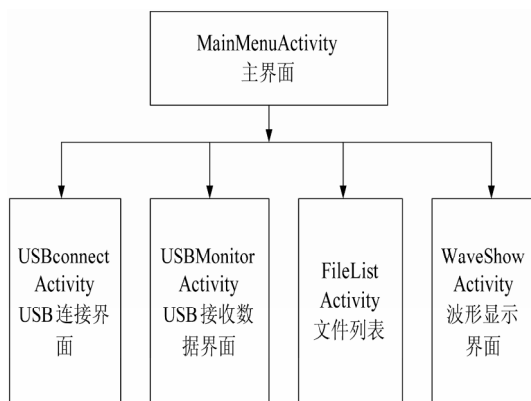 MainMenuActivity
主界面
USBconnect
Activity
USB连接界
面
USBMonitor
Activity
USB接收数
据界面
FileList
Activity
文件列表
WaveShow
Activity
波形显示
界面